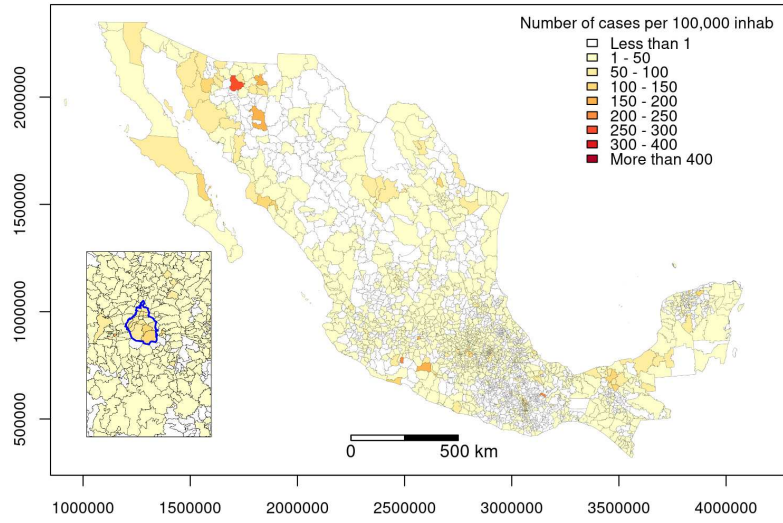 Number of cases per 100,000 inhab
Less than 1
1 - 50
50 - 100
100 - 150
150 - 200
200 - 250
250 - 300
300 - 400
More than 400
2000000
1500000
1000000
500000
0 500 km
1000000 1500000 2000000 2500000 3000000 3500000 4000000